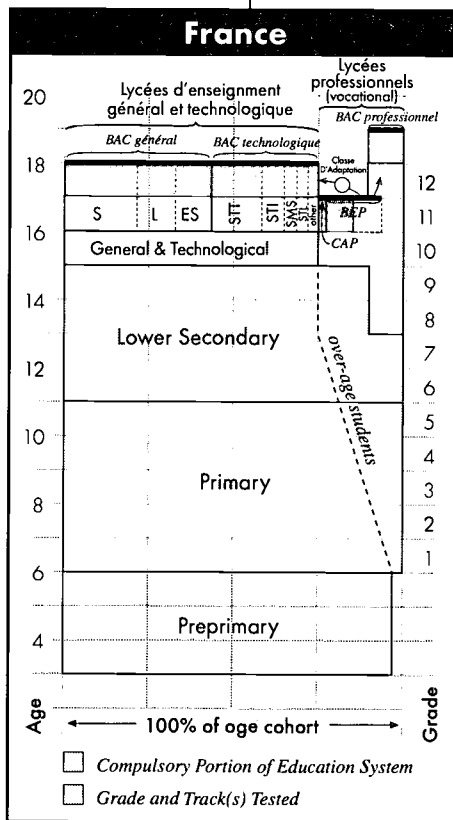 France
Lycées d'enseignment
général et technologique
Lycées
professionnels
(vocational)
BAC général
BAC technologique
BAC professionnel
20
18
16
14
12
10
8
6
4
Classe
D'Adaptation
S
L
ES
STT
STI
SMS
STL
other
BEP
CAP
General & Technological
Lower Secondary
over-age students
Primary
Preprimary
12
11
10
9
8
7
6
5
4
3
2
1
Age
100% of oge cohort
Grade
Compulsory Portion of Education System
Grade and Track(s) Tested